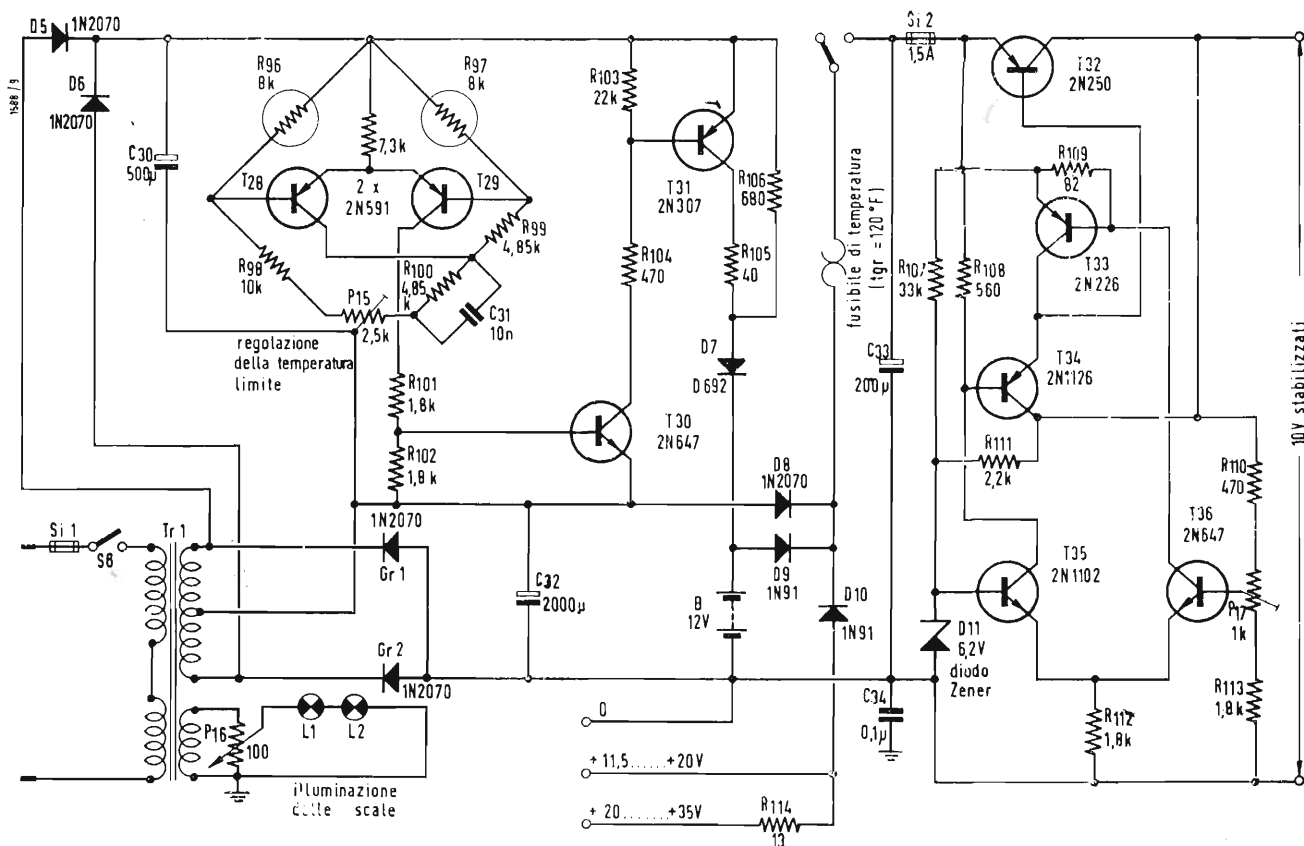 D5
1N2070
D6
1N2070
1588 / 9
C30
500μ
R96
8k
R97
8k
7,3k
T28
T29
2 x
2N591
R98
10k
R99
4,85k
R100
4,85
k
P15
2,5k
C31
10n
regolazione
della temperatura
limite
R101
1,8k
R102
1,8k
R103
22k
R104
470
T31
2N307
R105
40
R106
680
D7
D692
T30
2N647
D8
1N2070
D9
1N91
D10
1N91
B
12V
fusibile di temperatura
(tgr = 120°F)
Si 2
1,5A
T32
2N250
R109
82
T33
2N226
R107
33k
R108
560
C33
200μ
T34
2N1126
R111
2,2k
R110
470
T36
2N647
T35
2N1102
P17
1k
D11
6,2V
diodo
Zener
R112
1,8k
R113
1,8k
10V stabilizzati
C34
0,1μ
Si 1
S6
Tr 1
1N2070
Gr 1
Gr 2
1N2070
C32
2000μ
P16
100
L1
L2
illuminazione
delle scale
0
+ 11,5......+20V
+ 20.......+35V
R114
13